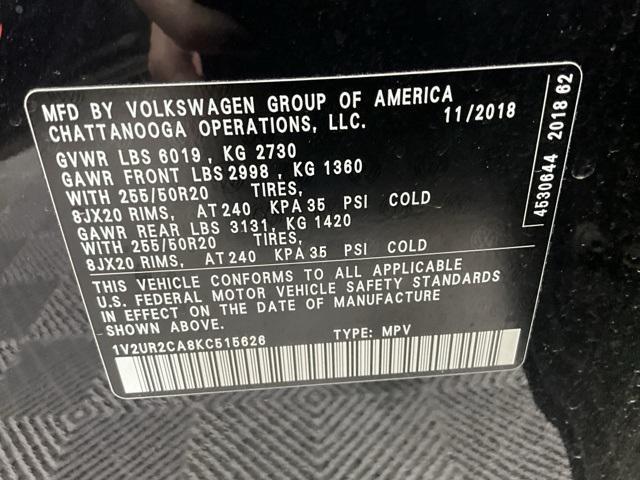 MFD BY VOLKSWAGEN GROUP OF AMERICA
CHATTANOOGA OPERATIONS, LLC. 11/2018
GVWR LBS 6019 , KG 2730
GAWR FRONT LBS 2998 , KG 1360
WITH 255/50R20 TIRES,
8JX20 RIMS, AT 240 KPA 35 PSI COLD
GAWR REAR LBS 3131, KG 1420
WITH 255/50R20 TIRES,
8JX20 RIMS, AT 240 KPA 35 PSI COLD
THIS VEHICLE CONFORMS TO ALL APPLICABLE
U.S. FEDERAL MOTOR VEHICLE SAFETY STANDARDS
IN EFFECT ON THE DATE OF MANUFACTURE
SHOWN ABOVE.
1V2UR2CA8KC515626 TYPE: MPV
4530644 2018 62